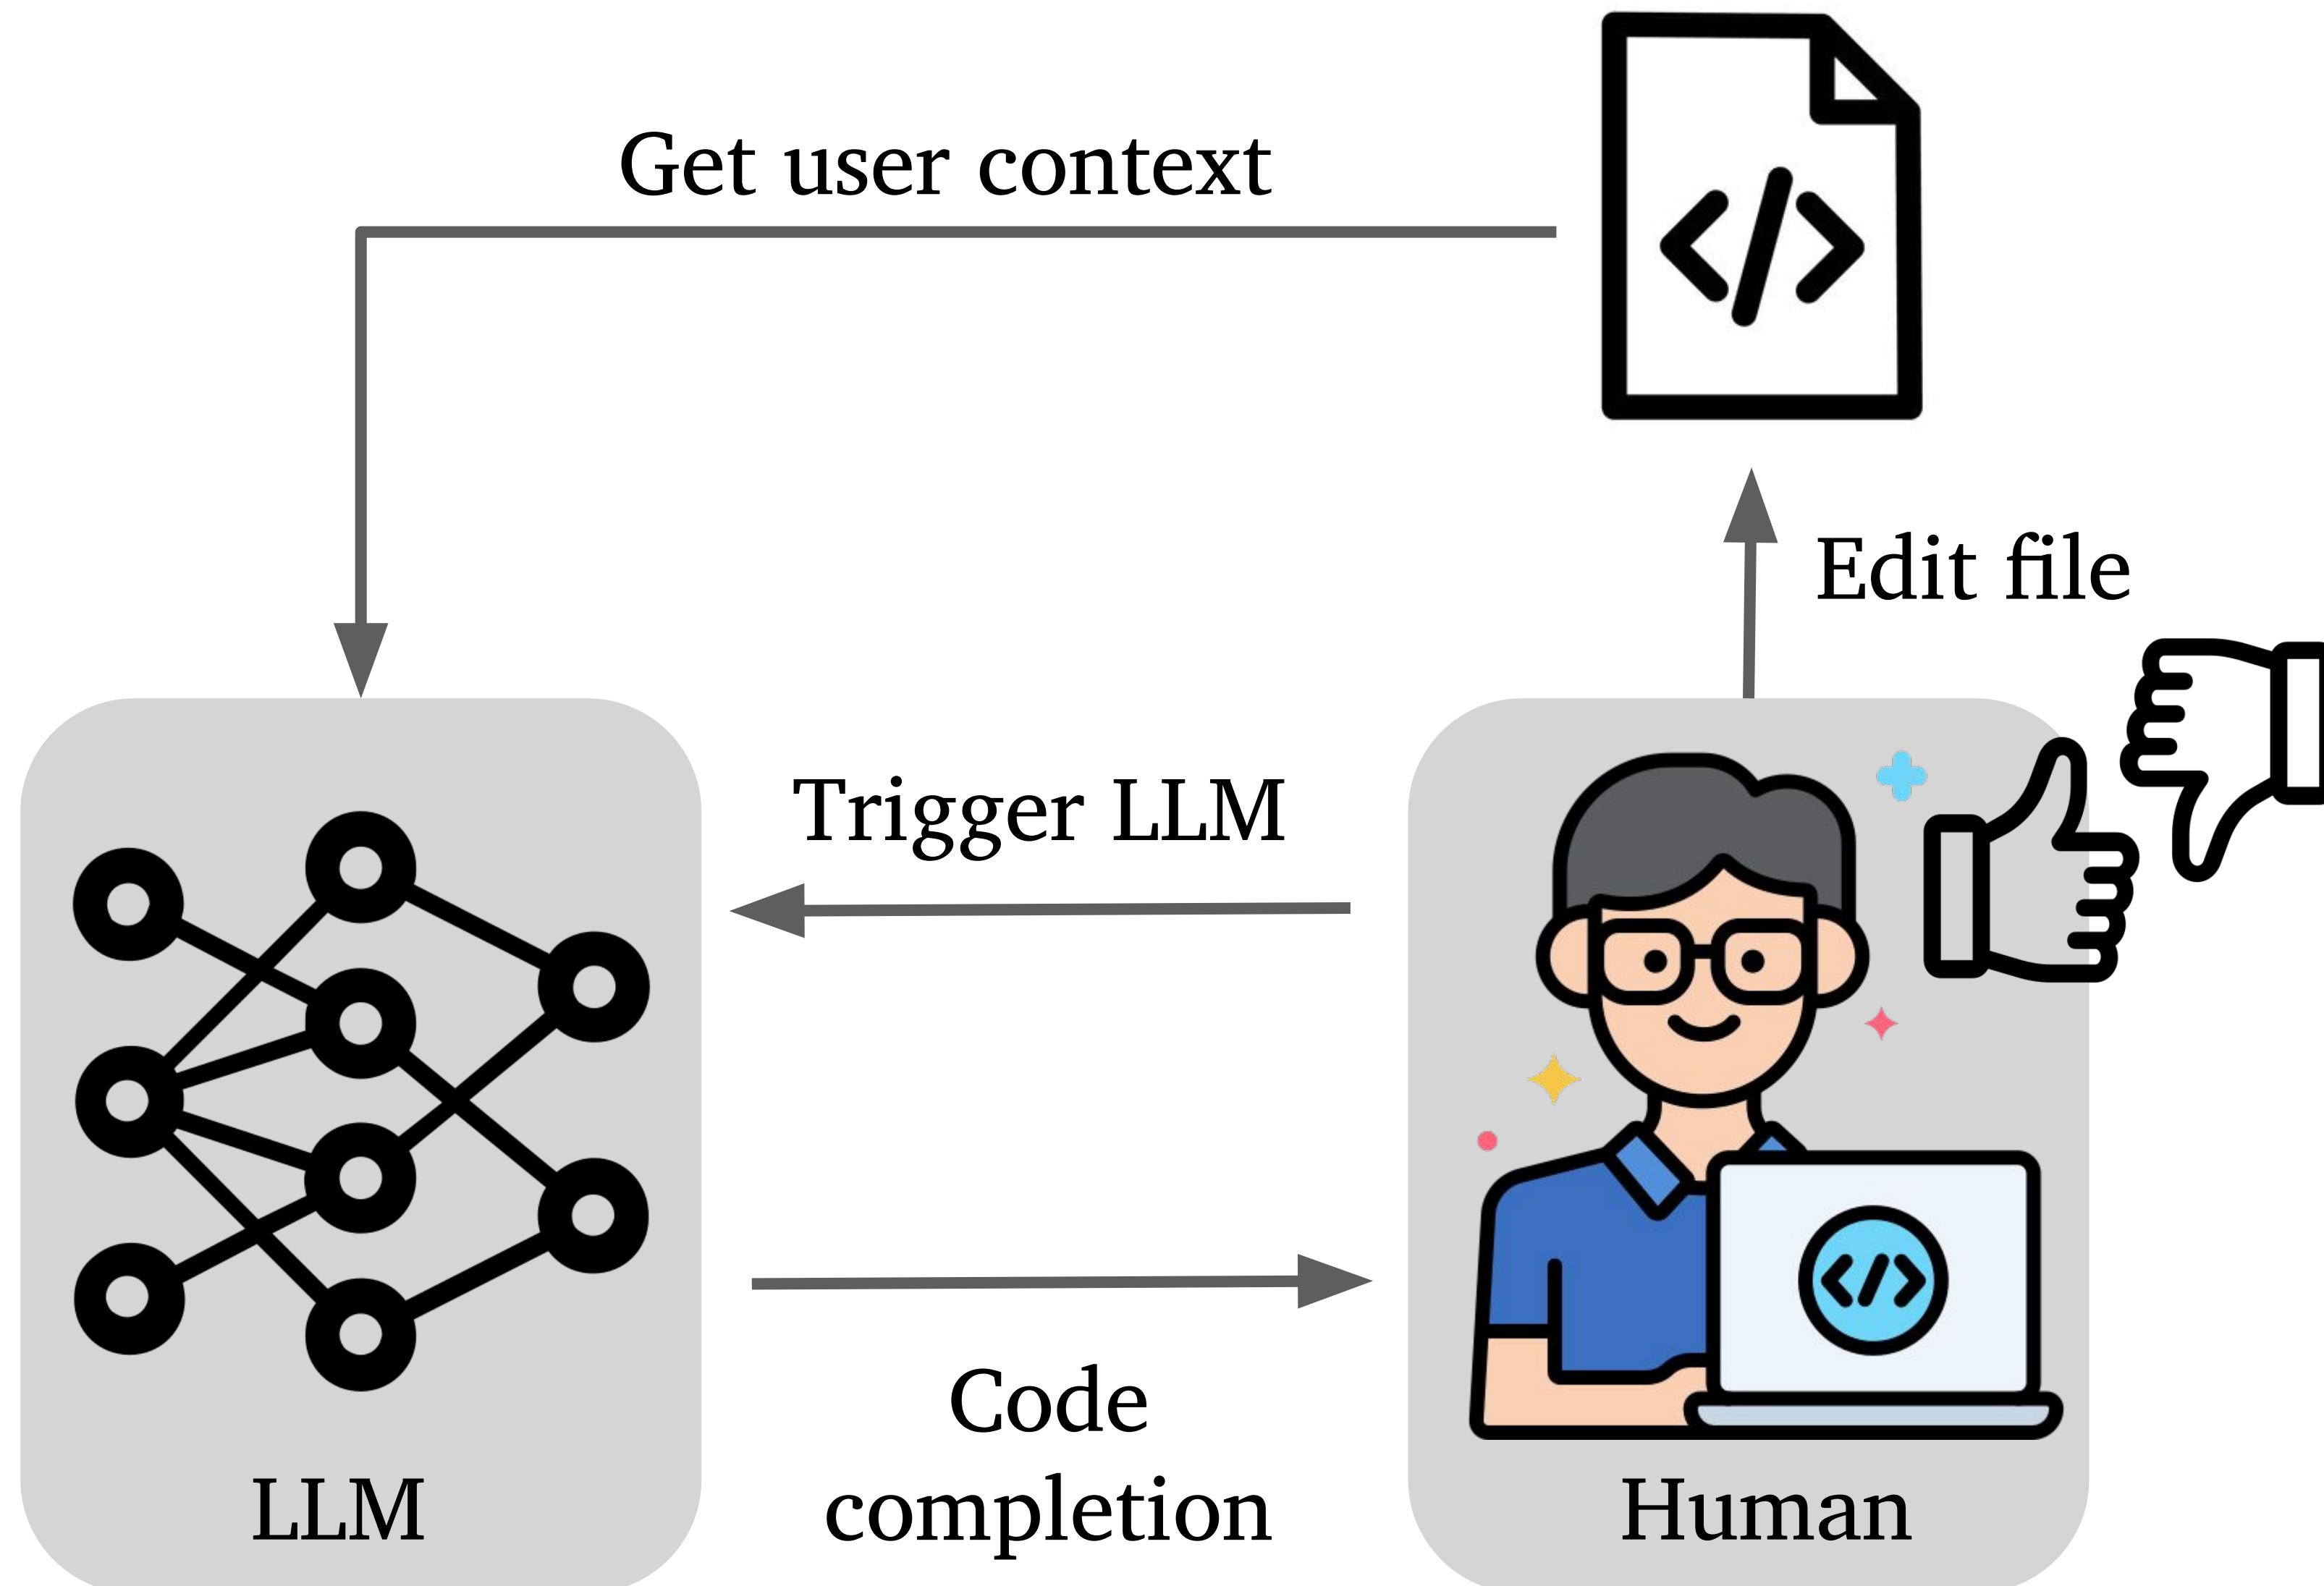 Get user context
Edit file
Trigger LLM
Code
completion
LLM
Human